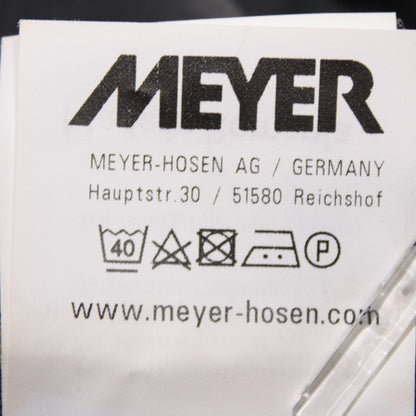 MEYER
MEYER-HOSEN AG / GERMANY
Hauptstr.30 / 51580 Reichshof
40 P
www.meyer-hosen.com